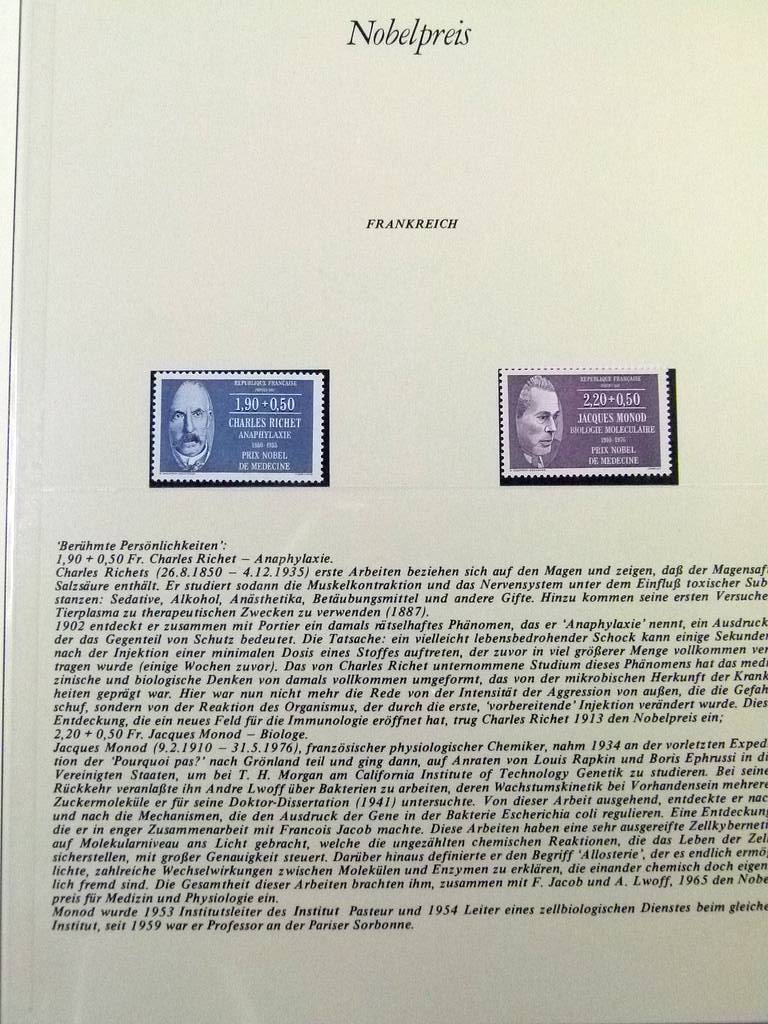 Nobelpreis
FRANKREICH
REPUBLIQUE FRANÇAISE
1,90+0,50
CHARLES RICHET
ANAPHYLAXIE
1850-1935
PRIX NOBEL
DE MEDECINE
REPUBLIQUE FRANÇAISE
2,20+0,50
JACQUES MONOD
BIOLOGIE MOLECULAIRE
1910-1976
PRIX NOBEL
DE MEDECINE
'Berühmte Persönlichkeiten':
1,90 + 0,50 Fr. Charles Richet – Anaphylaxie.
Charles Richets (26.8.1850 – 4.12.1935) erste Arbeiten beziehen sich auf den Magen und zeigen, daß der Magensaf
Salzsäure enthält. Er studiert sodann die Muskelkontraktion und das Nervensystem unter dem Einfluß toxischer Sub
stanzen: Sedative, Alkohol, Anästhetika, Betäubungsmittel und andere Gifte. Hinzu kommen seine ersten Versuche
Tierplasma zu therapeutischen Zwecken zu verwenden (1887).
1902 entdeckt er zusammen mit Portier ein damals rätselhaftes Phänomen, das er 'Anaphylaxie' nennt, ein Ausdruck
der das Gegenteil von Schutz bedeutet. Die Tatsache: ein vielleicht lebensbedrohender Schock kann einige Sekunden
nach der Injektion einer minimalen Dosis eines Stoffes auftreten, der zuvor in viel größerer Menge vollkommen ver
tragen wurde (einige Wochen zuvor). Das von Charles Richet unternommene Studium dieses Phänomens hat das medi
zinische und biologische Denken von damals vollkommen umgeformt, das von der mikrobischen Herkunft der Krank
heiten geprägt war. Hier war nun nicht mehr die Rede von der Intensität der Aggression von außen, die die Gefah
schuf, sondern von der Reaktion des Organismus, der durch die erste, 'vorbereitende' Injektion verändert wurde. Dies
Entdeckung, die ein neues Feld für die Immunologie eröffnet hat, trug Charles Richet 1913 den Nobelpreis ein;
2,20 + 0,50 Fr. Jacques Monod – Biologe.
Jacques Monod (9.2.1910 – 31.5.1976), französischer physiologischer Chemiker, nahm 1934 an der vorletzten Exped
tion der 'Pourquoi pas?' nach Grönland teil und ging dann, auf Anraten von Louis Rapkin und Boris Ephrussi in di
Vereinigten Staaten, um bei T. H. Morgan am California Institute of Technology Genetik zu studieren. Bei seine
Rückkehr veranlaßte ihn Andre Lwoff über Bakterien zu arbeiten, deren Wachstumskinetik bei Vorhandensein mehrere
Zuckermoleküle er für seine Doktor-Dissertation (1941) untersuchte. Von dieser Arbeit ausgehend, entdeckte er nac
und nach die Mechanismen, die den Ausdruck der Gene in der Bakterie Escherichia coli regulieren. Eine Entdeckung
die er in enger Zusammenarbeit mit Francois Jacob machte. Diese Arbeiten haben eine sehr ausgereifte Zellkyberneti
auf Molekularniveau ans Licht gebracht, welche die ungezählten chemischen Reaktionen, die das Leben der Zell
sicherstellen, mit großer Genauigkeit steuert. Darüber hinaus definierte er den Begriff 'Allosterie', der es endlich ermög
lichte, zahlreiche Wechselwirkungen zwischen Molekülen und Enzymen zu erklären, die einander chemisch doch eigen
lich fremd sind. Die Gesamtheit dieser Arbeiten brachten ihm, zusammen mit F. Jacob und A. Lwoff, 1965 den Nobe
preis für Medizin und Physiologie ein.
Monod wurde 1953 Institutsleiter des Institut Pasteur und 1954 Leiter eines zellbiologischen Dienstes beim gleiche
Institut, seit 1959 war er Professor an der Pariser Sorbonne.